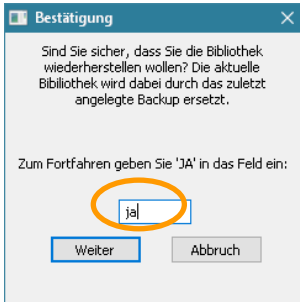 Bestätigung
Sind Sie sicher, dass Sie die Bibliothek
wiederherstellen wollen? Die aktuelle
Bibiliothek wird dabei durch das zuletzt
angelegte Backup ersetzt.
Zum Fortfahren geben Sie 'JA' in das Feld ein:
ja
Weiter Abbruch